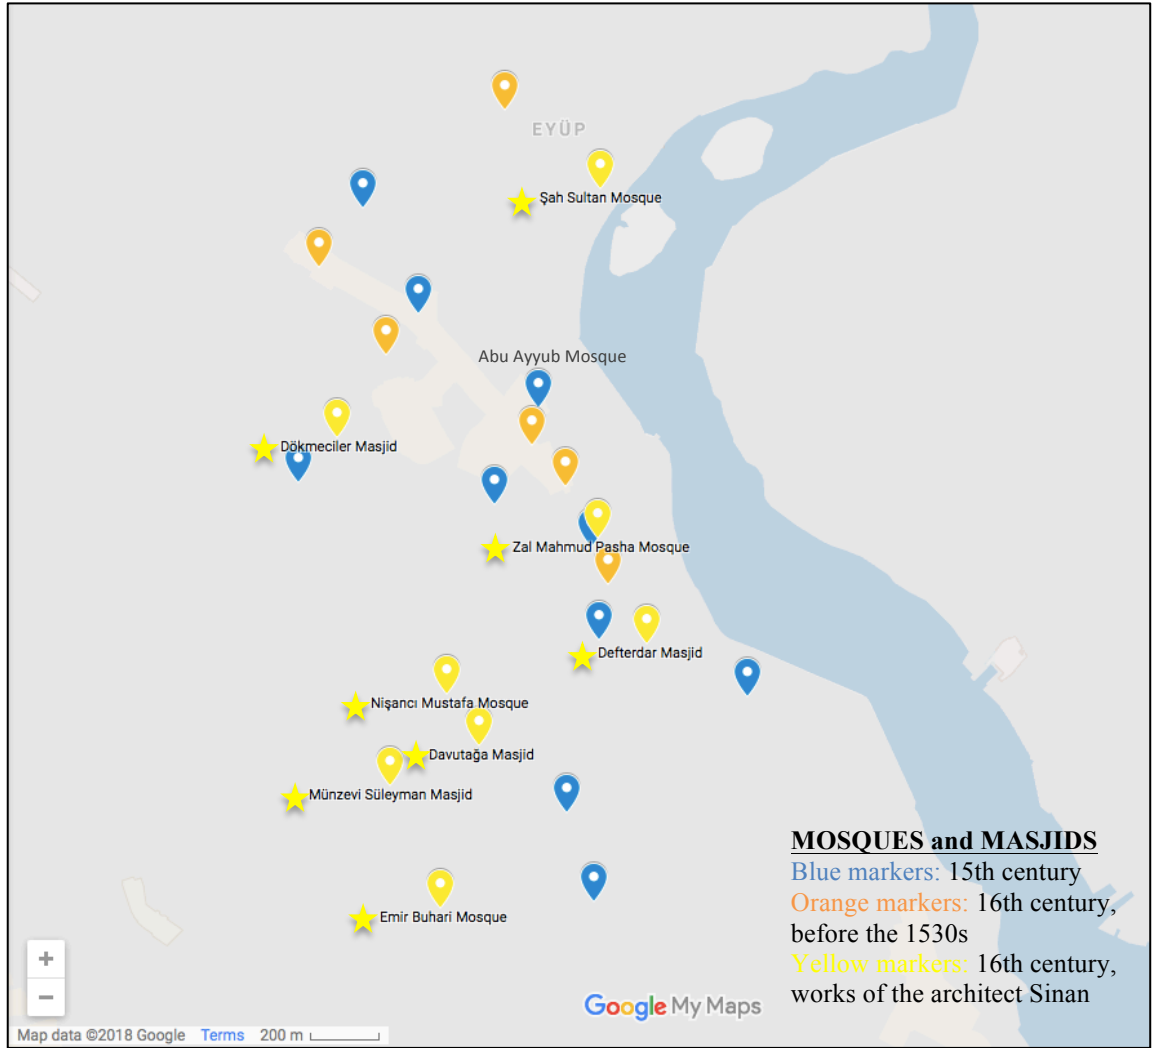 EYÜP
Şah Sultan Mosque
Abu Ayyub Mosque
Dökmeciler Masjid
Zal Mahmud Pasha Mosque
Defterdar Masjid
Nişancı Mustafa Mosque
Davutağa Masjid
Münzevi Süleyman Masjid
Emir Buhari Mosque
MOSQUES and MASJIDS
Blue markers: 15th century
Orange markers: 16th century,
before the 1530s
Yellow markers: 16th century,
works of the architect Sinan
+
−
Google My Maps
Map data ©2018 Google Terms 200 m